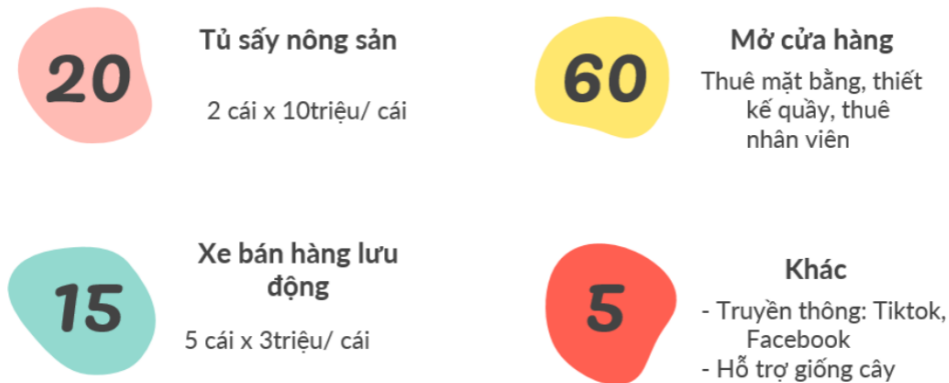 20
Tủ sấy nông sản
2 cái x 10triệu/ cái
60
Mở cửa hàng
Thuê mặt bằng, thiết
kế quầy, thuê
nhân viên
15
Xe bán hàng lưu
động
5 cái x 3triệu/ cái
5
Khác
- Truyền thông: Tiktok,
Facebook
- Hỗ trợ giống cây